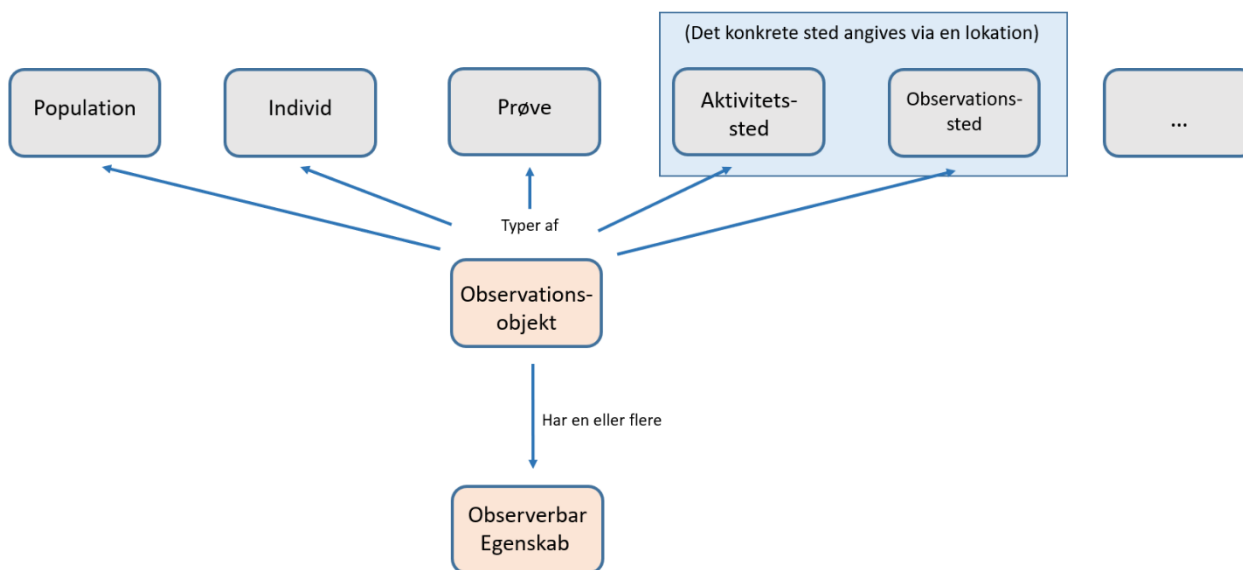 (Det konkrete sted angives via en lokation)
Population
Individ
Prøve
Aktivitets-
sted
Observations-
sted
...
Typer af
Observations-
objekt
Har en eller flere
Observerbar
Egenskab